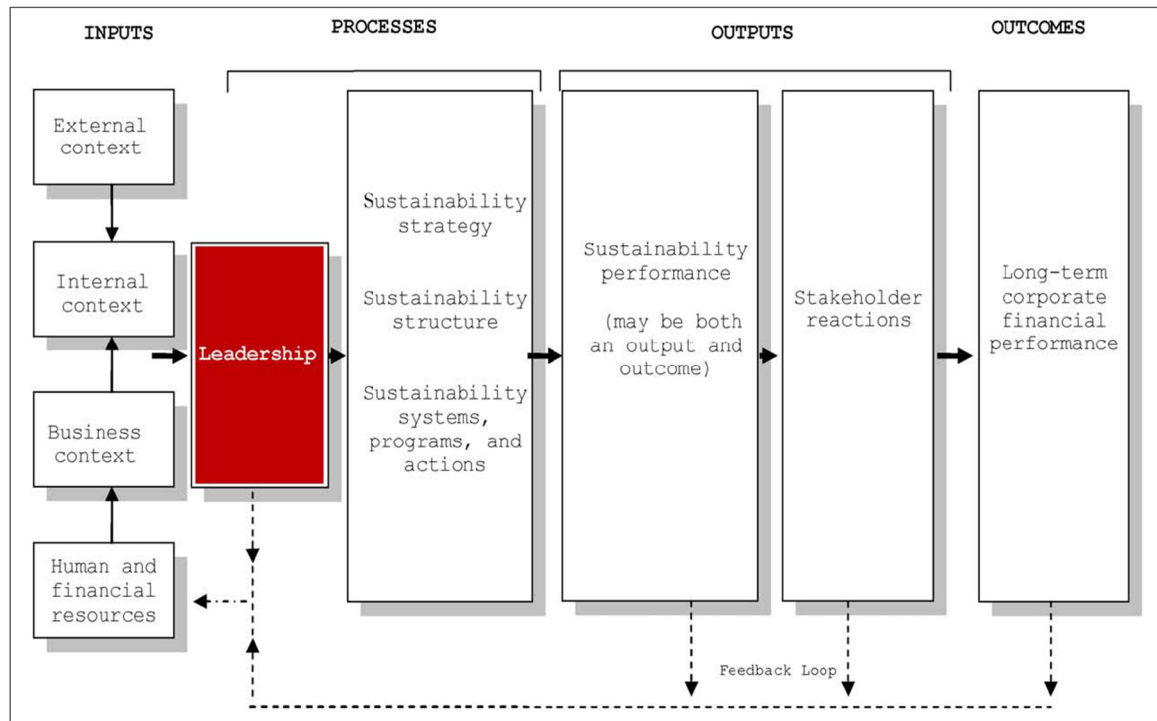 INPUTS
PROCESSES
OUTPUTS
OUTCOMES
External
context
Internal
context
Business
context
Human and
financial
resources
Leadership
Sustainability
strategy
Sustainability
structure
Sustainability
systems,
programs, and
actions
Sustainability
performance
(may be both
an output and
outcome)
Stakeholder
reactions
Long-term
corporate
financial
performance
Feedback Loop